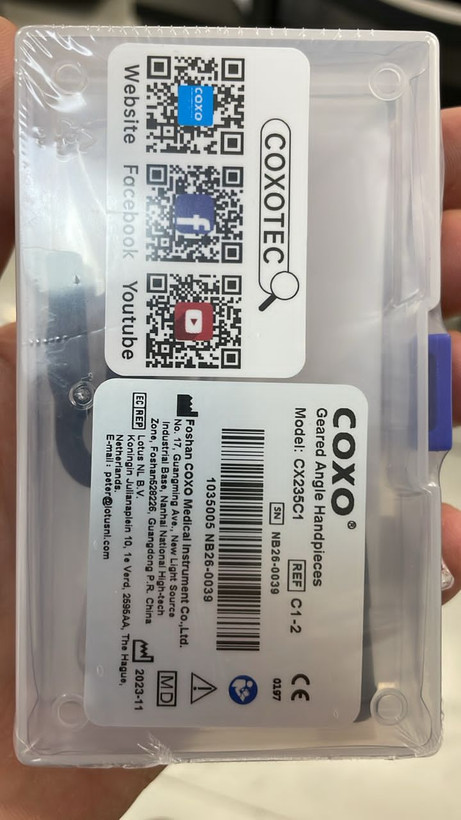 COXOTEC
COXO
Website
Facebook
Youtube
COXO®
Geared Angle Handpieces
Model: CX235C1
REF C1-2
SN NB26-0039
CE
0197
1035005 NB26-0039
MD
Foshan COXO Medical Instrument Co.,Ltd.
No. 17, Guangming Ave., New Light Source
Industrial Base, Nanhai National High-tech
Zone, Foshan528226, Guangdong P.R. China
2023-11
EC REP
Lotus NL B.V.
Koningin Julianaplein 10, 1e Verd, 2595AA, The Hague,
Netherlands.
E-mail: peter@lotusnl.com